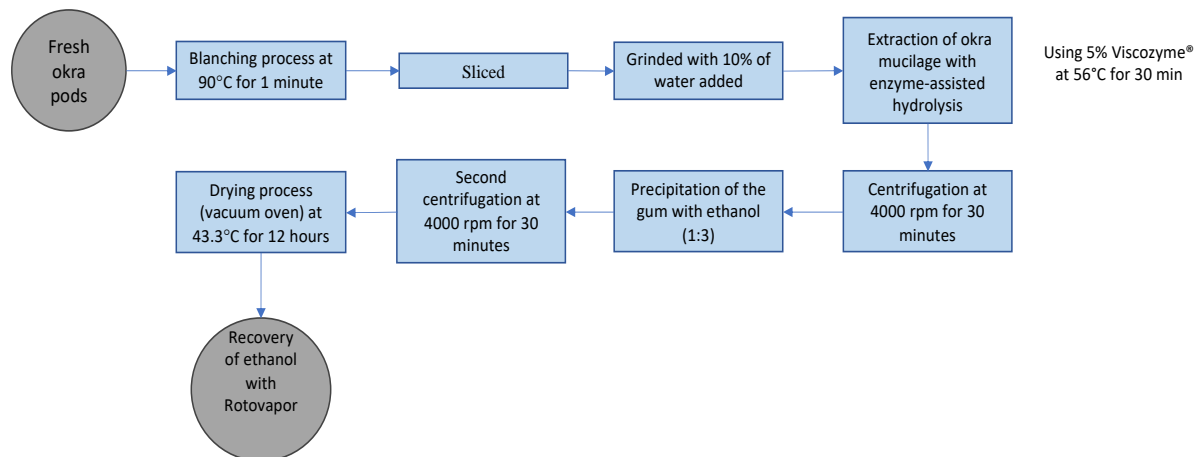 Fresh
okra
pods
Blanching process at
90°C for 1 minute
Sliced
Grinded with 10% of
water added
Extraction of okra
mucilage with
enzyme-assisted
hydrolysis
Using 5% Viscozyme®
at 56°C for 30 min
Centrifugation at
4000 rpm for 30
minutes
Precipitation of the
gum with ethanol
(1:3)
Second
centrifugation at
4000 rpm for 30
minutes
Drying process
(vacuum oven) at
43.3°C for 12 hours
Recovery
of ethanol
with
Rotovapor